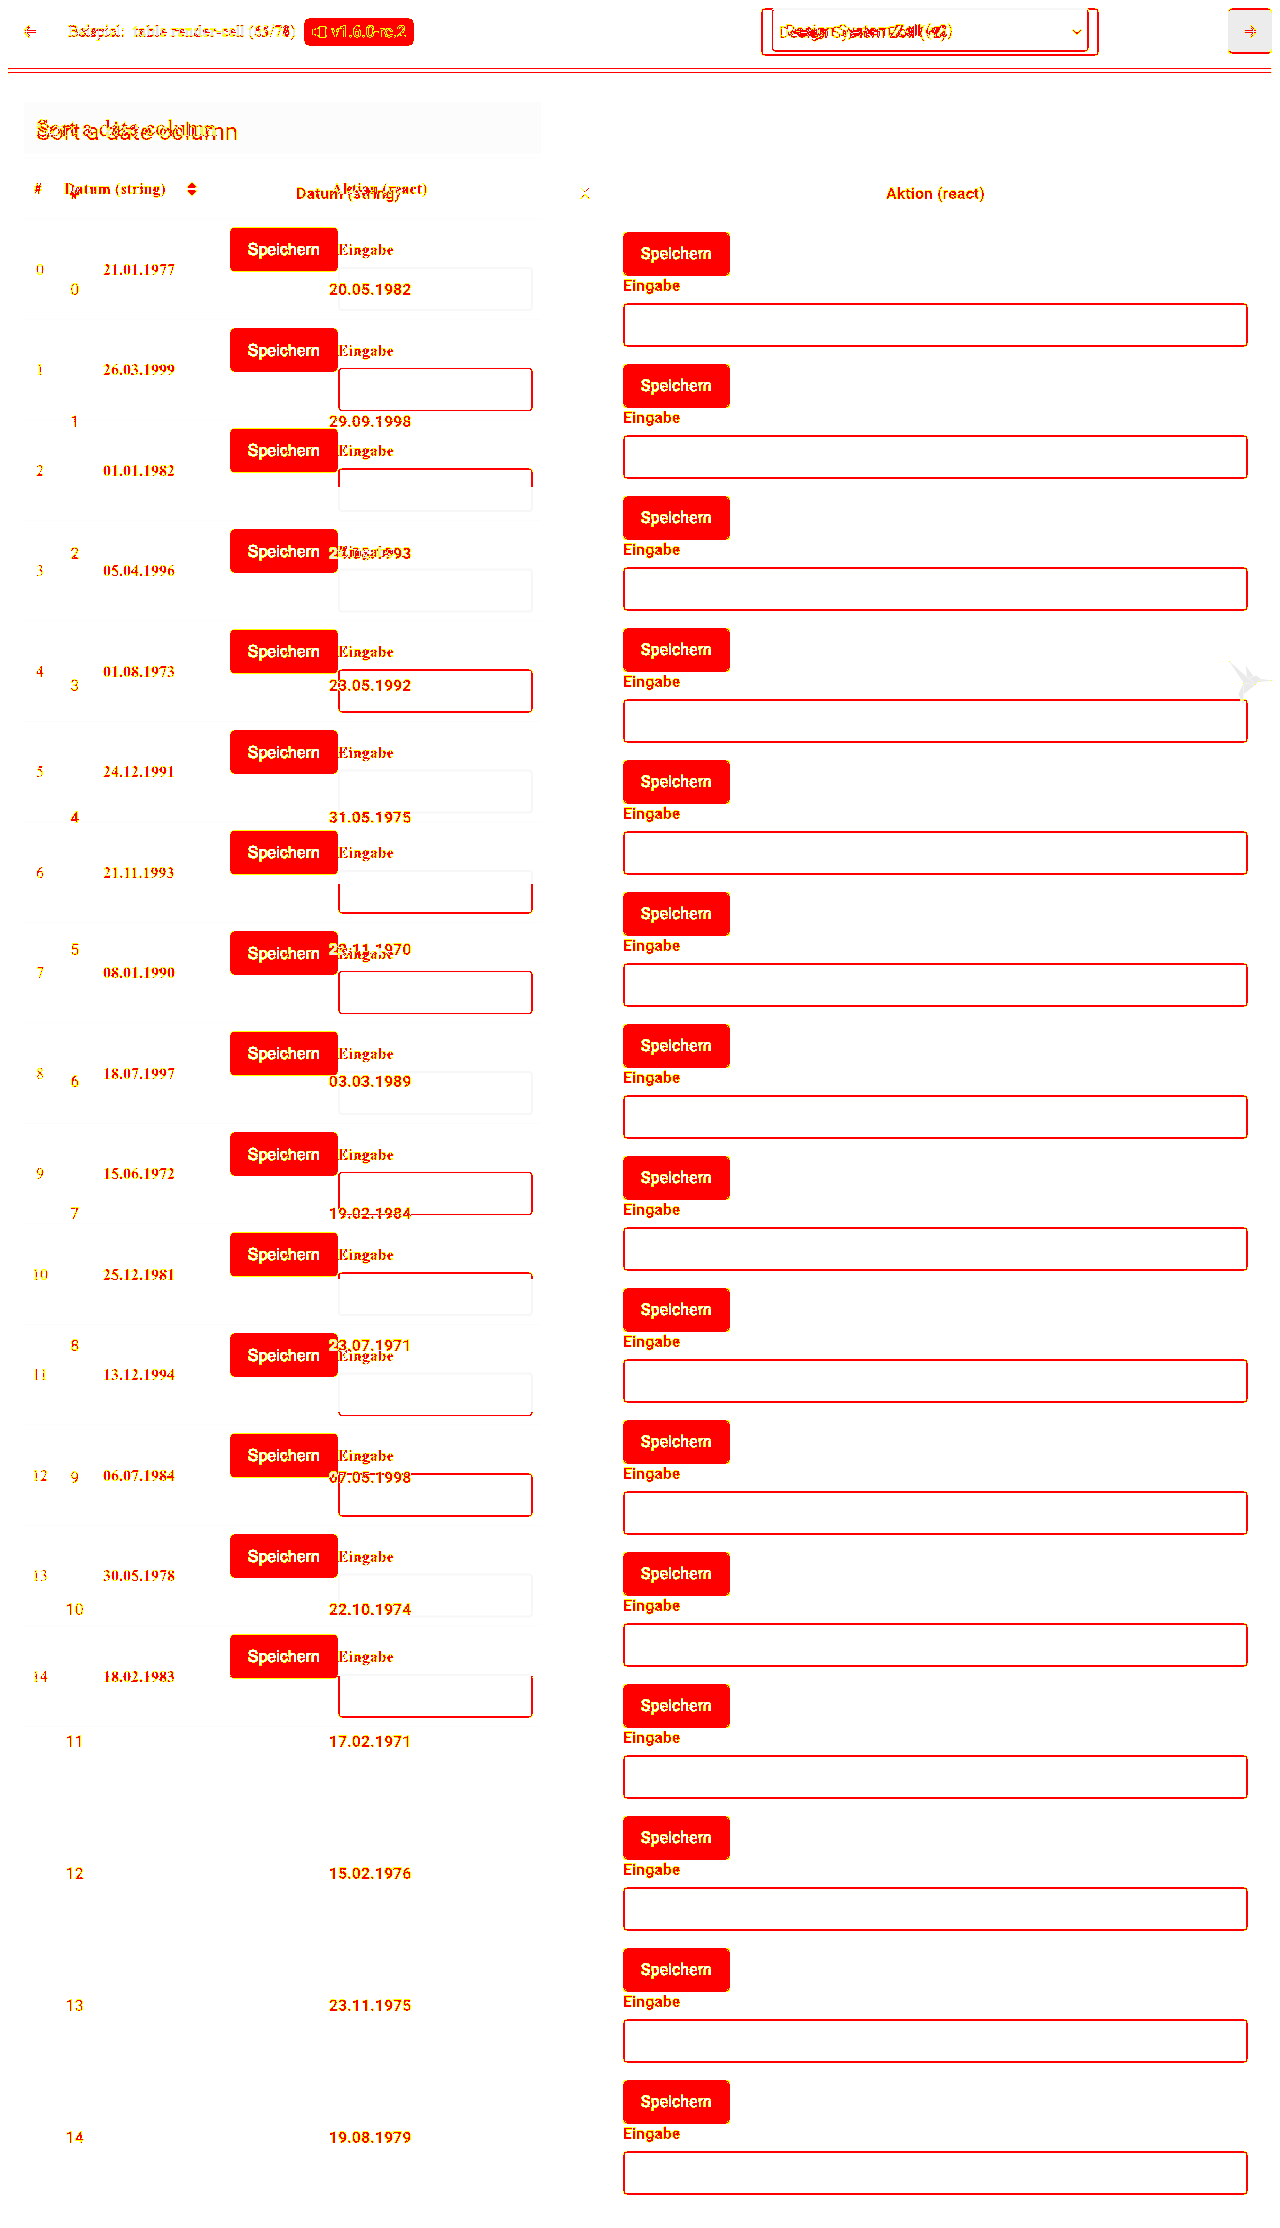 Beispiel: table render-cell (65/78) v1.6.0-rc.2 Design System Zoll (v2)
Sort a date column
# Datum (string) Aktion (react)
# Datum (string) Aktion (react)
Speichern Eingabe
Speichern
0 21.01.1977
Eingabe
0 20.05.1982
Speichern Eingabe
1 26.03.1999
Speichern
Eingabe
1 29.09.1998
Speichern Eingabe
2 01.01.1982
Speichern
Speichern
Eingabe
2
3 05.04.1996
Speichern Eingabe
Speichern
4 01.08.1973
Eingabe
3 23.05.1992
Speichern Eingabe
5 24.12.1991
Speichern
Eingabe
4 31.05.1975
Speichern Eingabe
6 21.11.1993
Speichern
Eingabe
5
Speichern
7 08.01.1990
Speichern
Speichern Eingabe
8 18.07.1997
Eingabe
6 03.03.1989
Speichern Eingabe
9 15.06.1972
Speichern
Eingabe
7 19.02.1984
Speichern Eingabe
10 25.12.1981
Speichern
Eingabe
8 23.07.1971
Speichern Eingabe
11 13.12.1994
Speichern
Speichern Eingabe
12 06.07.1984
Eingabe
9 07.05.1998
Speichern Eingabe
13 30.05.1978
Speichern
Eingabe
10 22.10.1974
Speichern Eingabe
14 18.02.1983
Speichern
Eingabe
11 17.02.1971
Speichern
Eingabe
12 15.02.1976
Speichern
Eingabe
13 23.11.1975
Speichern
Eingabe
14 19.08.1979